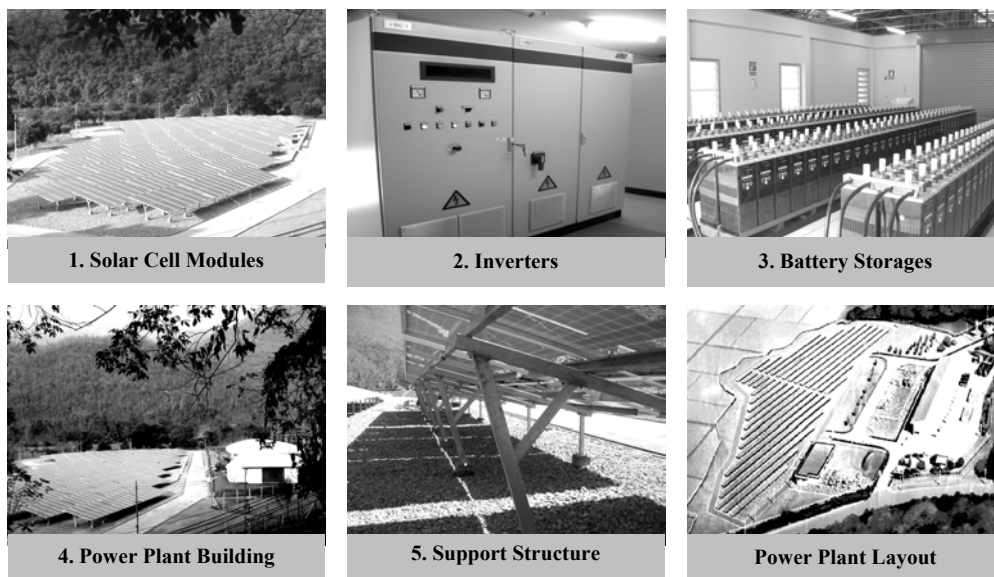 1. Solar Cell Modules
2. Inverters
3. Battery Storages
4. Power Plant Building
5. Support Structure
Power Plant Layout